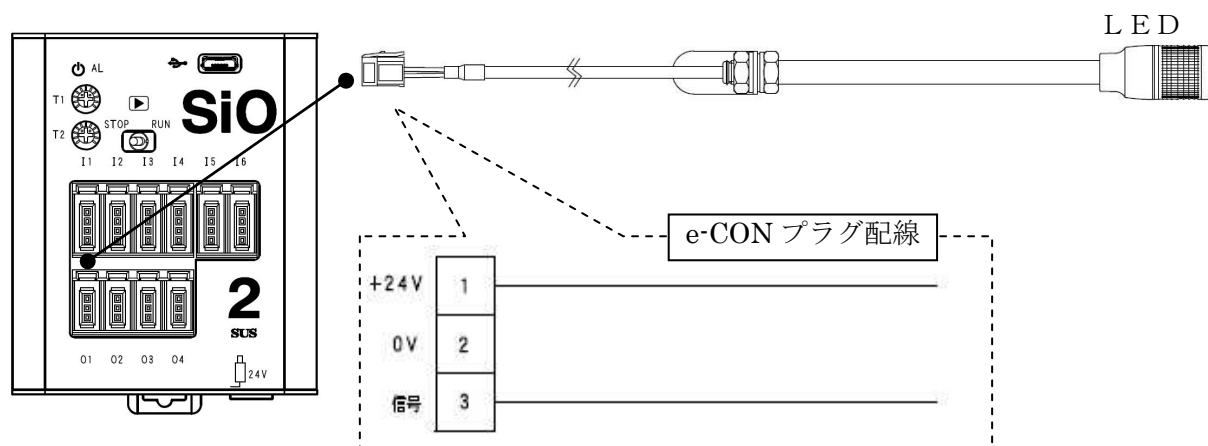 ＬＥＤ
AL
T1
SiO
T2
STOP RUN
I1 I2 I3 I4 I5 I6
e-CON プラグ配線
+24V 1
2
SUS
0V 2
O1 O2 O3 O4
24V
信号 3